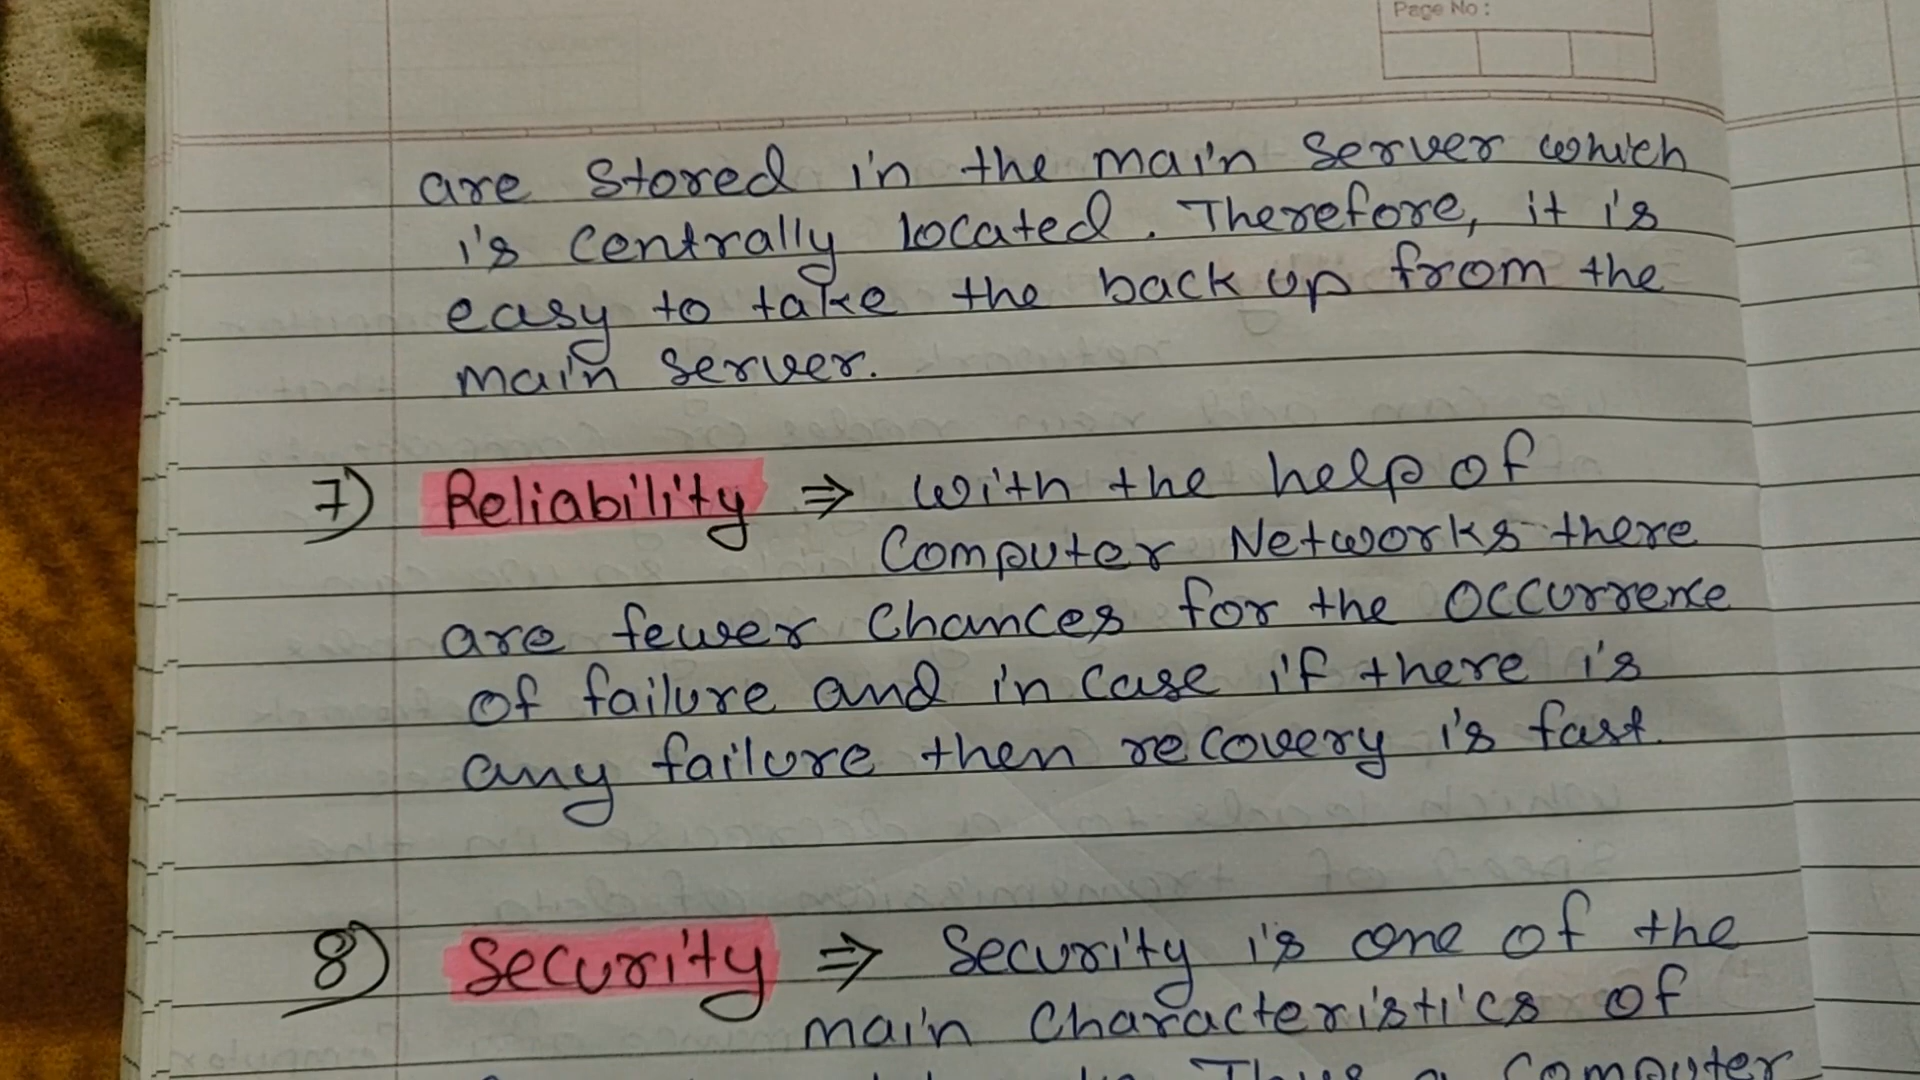 Page No :
are stored in the main server which
is centrally located. Therefore, it is
easy to take the back up from the
main server.
7) Reliability ⇒ with the help of
Computer Networks there
are fewer chances for the occurrence
of failure and in case if there is
any failure then recovery is fast.
8) Security ⇒ Security is one of the
main characteristics of
Thus a computer